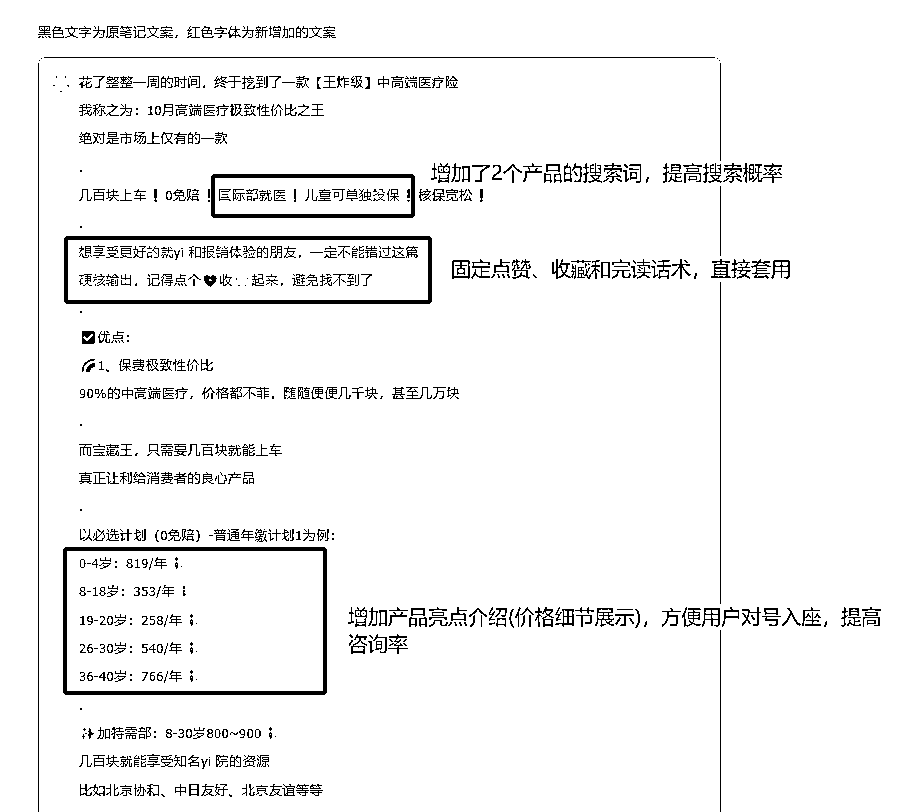 黑色文字为原笔记文案，红色字体为新增加的文案
花了整整一周的时间，终于挖到了一款【王炸级】中高端医疗险
我称之为：10月高端医疗极致性价比之王
绝对是市场上仅有的一款
.
几百块上车❗0免赔❗国际部就医❗儿童可单独投保❗核保宽松❗
增加了2个产品的搜索词，提高搜索概率
.
想享受更好的就yi 和报销体验的朋友，一定不能错过这篇
硬核输出，记得点个❤收 起来，避免找不到了
固定点赞、收藏和完读话术，直接套用
.
☑优点：
1、保费极致性价比
90%的中高端医疗，价格都不菲，随随便便几千块，甚至几万块
.
而宝藏王，只需要几百块就能上车
真正让利给消费者的良心产品
.
以必选计划（0免赔）-普通年缴计划1为例：
0-4岁：819/年
8-18岁：353/年
19-20岁：258/年
26-30岁：540/年
36-40岁：766/年
增加产品亮点介绍(价格细节展示)，方便用户对号入座，提高
咨询率
.
✨加特需部：8-30岁800~900
几百块就能享受知名yi 院的资源
比如北京协和、中日友好、北京友谊等等